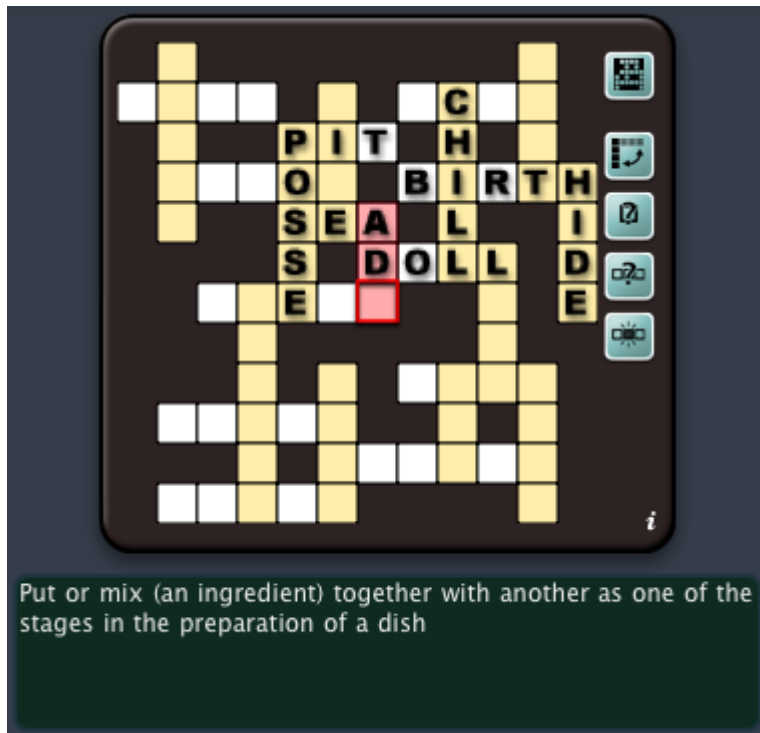 C
P I T H
O B I R T H
S E A L I
S D O L L D
E E
i
Put or mix (an ingredient) together with another as one of the
stages in the preparation of a dish